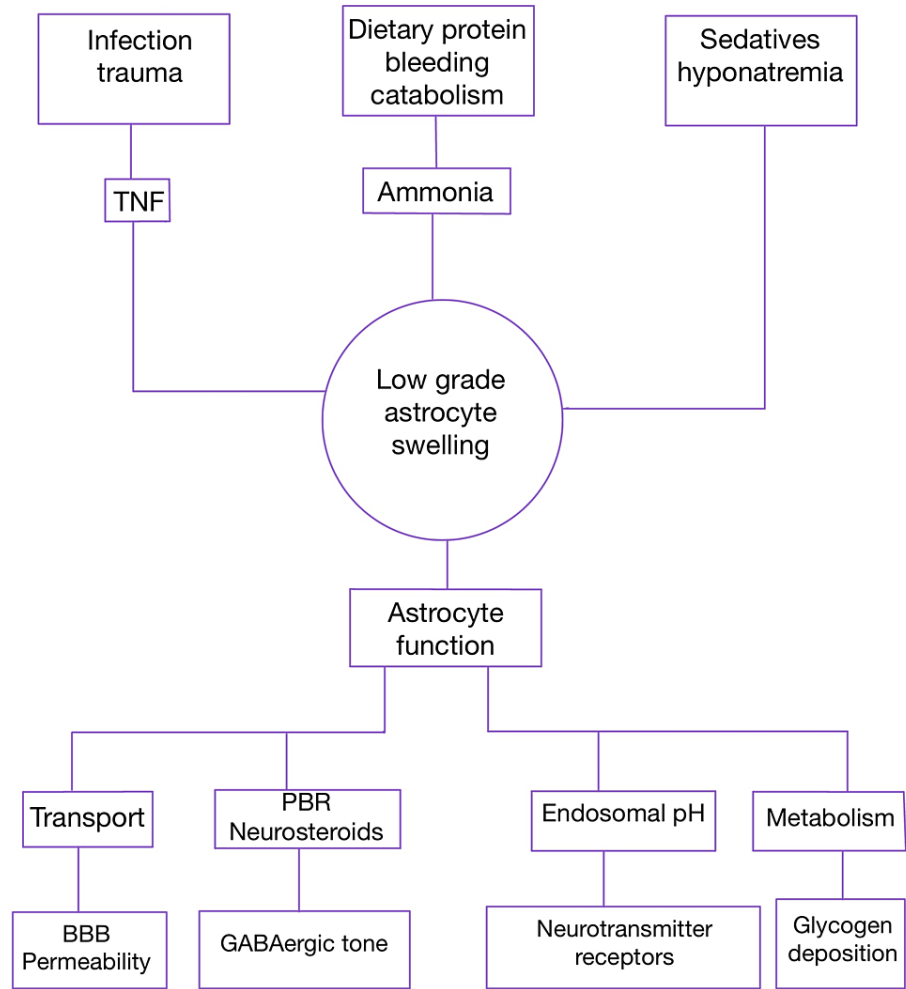 Infection
trauma
Dietary protein
bleeding
catabolism
Sedatives
hyponatremia
TNF
Ammonia
Low grade
astrocyte
swelling
Astrocyte
function
Transport
PBR
Neurosteroids
Endosomal pH
Metabolism
BBB
Permeability
GABAergic tone
Neurotransmitter
receptors
Glycogen
deposition